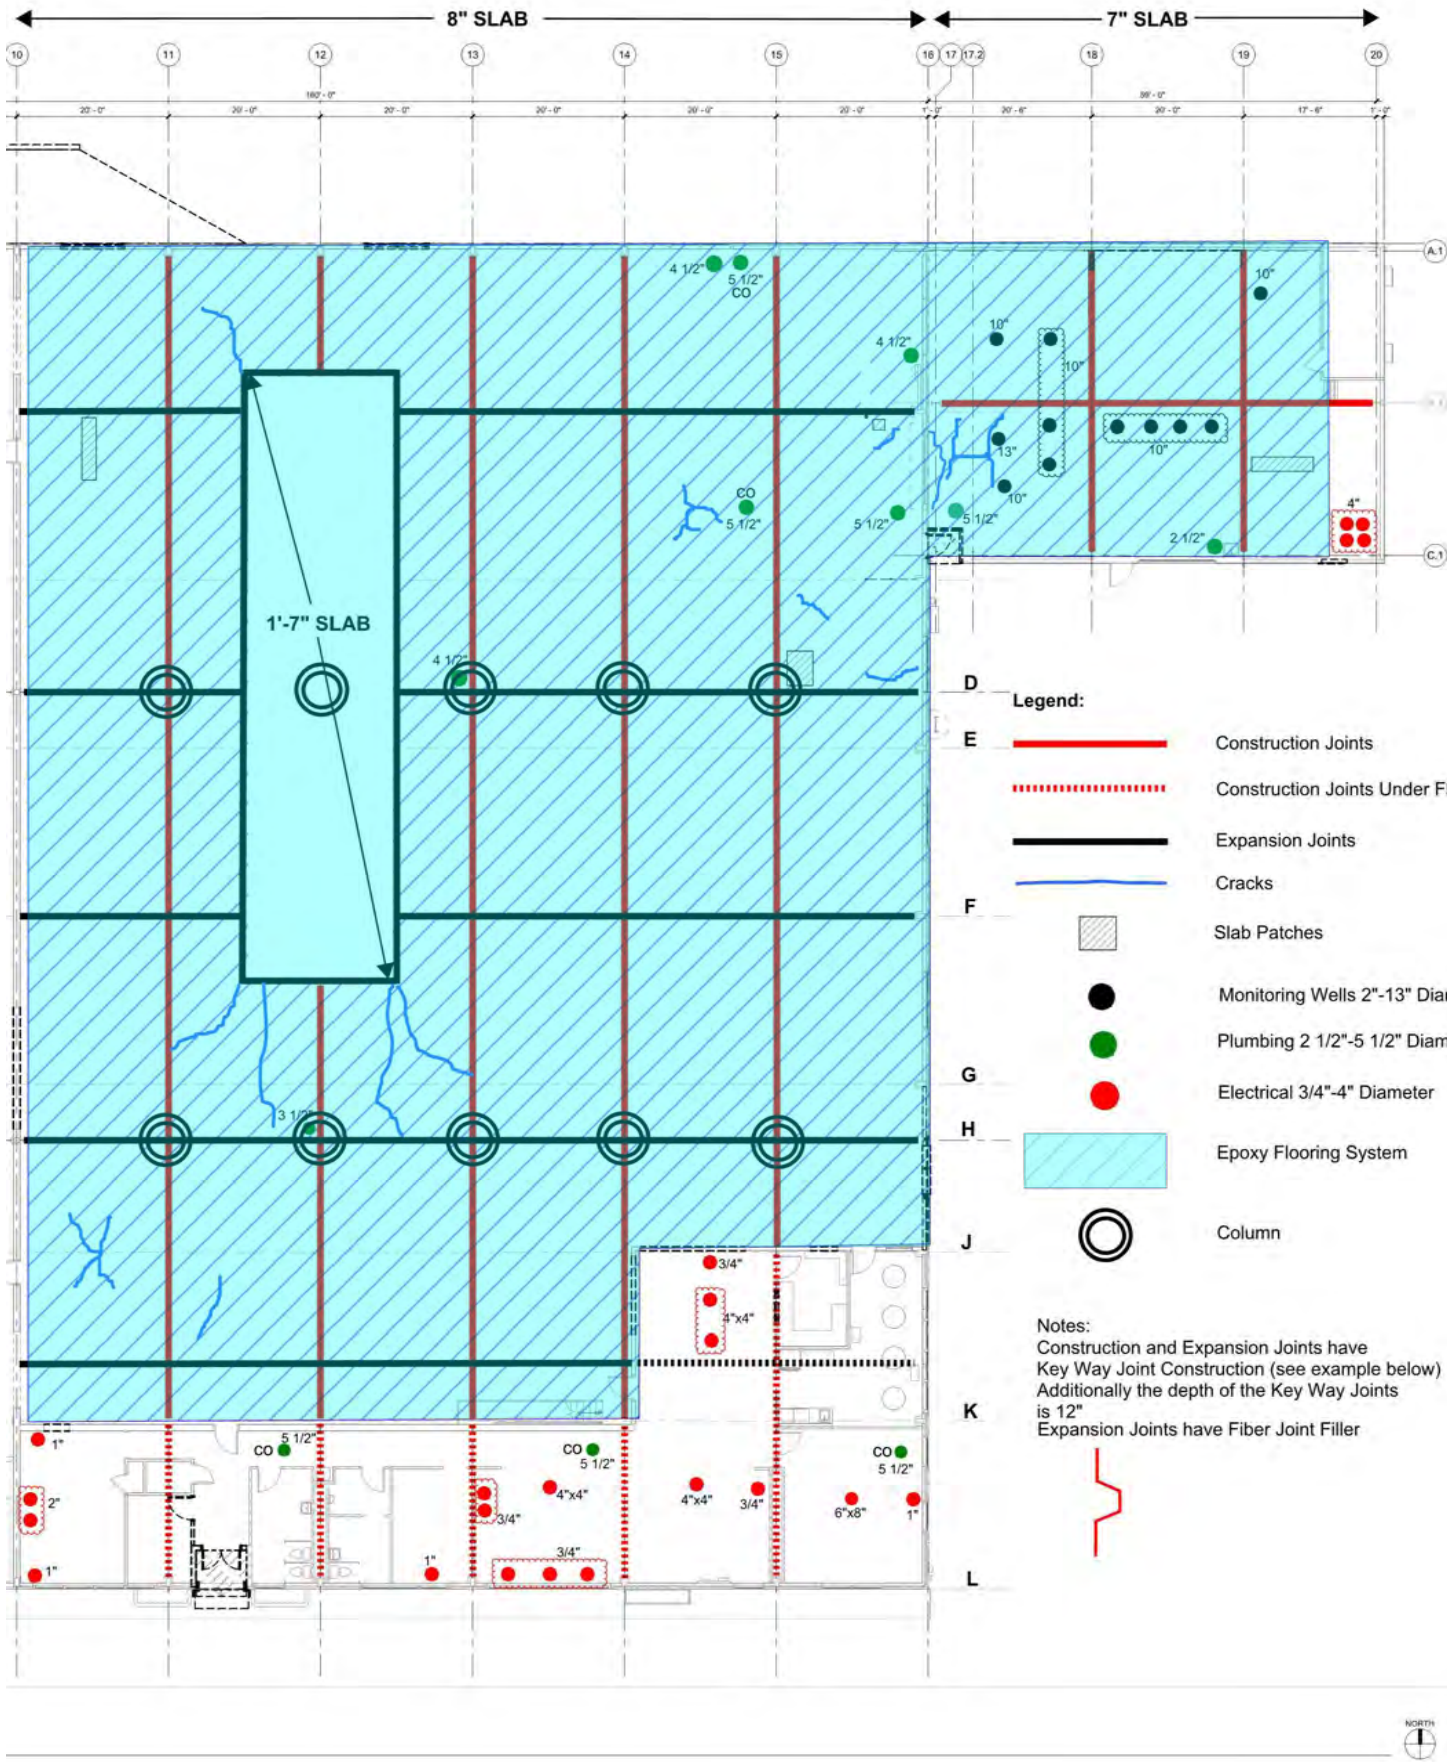 8" SLAB
7" SLAB
10 11 12 13 14 15 16 17 17.2 18 19 20
160' - 0"
20' - 0" 20' - 0" 20' - 0" 20' - 0" 20' - 0" 20' - 0" 1' - 0" 20' - 6" 20' - 0" 17' - 6" 1' - 0"
A.1
4 1/2"
5 1/2"
CO
10"
10"
4 1/2"
10"
13"
10"
CO
5 1/2"
5 1/2"
5 1/2"
10"
4"
2 1/2"
C.1
1'-7" SLAB
4 1/2"
D
E
F
G
3 1/2"
H
J
K
L
Legend:
Construction Joints
Construction Joints Under
Expansion Joints
Cracks
Slab Patches
Monitoring Wells 2"-13"
Plumbing 2 1/2"-5 1/2"
Electrical 3/4"-4" Diameter
Epoxy Flooring System
Column
Notes:
Construction and Expansion Joints have
Key Way Joint Construction (see example below)
Additionally the depth of the Key Way Joints
is 12"
Expansion Joints have Fiber Joint Filler
3/4"
4"x4"
1"
5 1/2"
CO
CO
5 1/2"
CO
5 1/2"
2"
4"x4"
3/4"
4"x4"
3/4"
6"x8"
1"
1"
1"
3/4"
NORTH